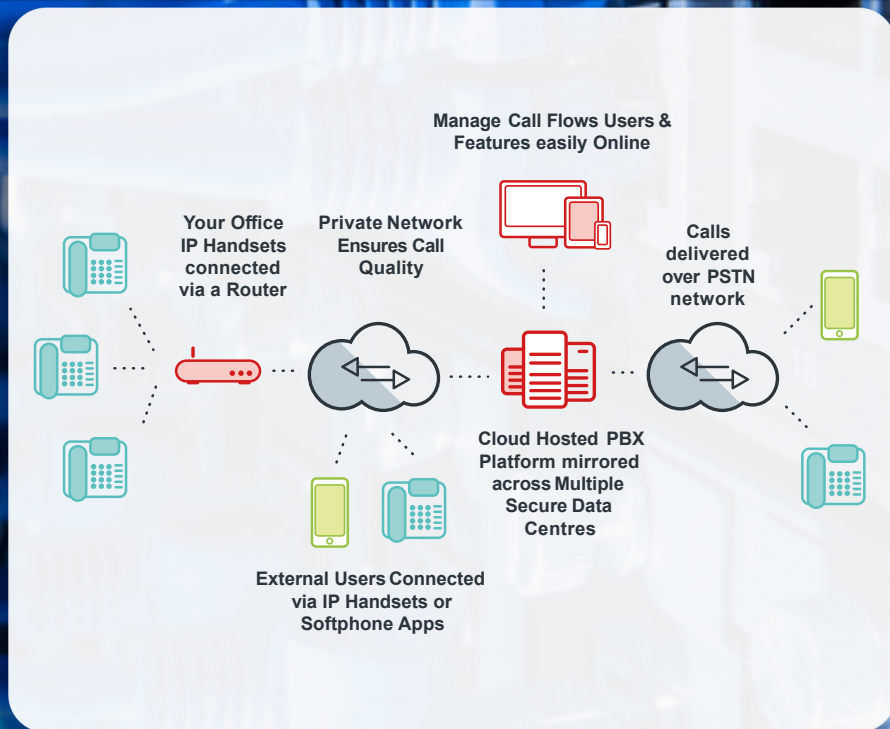 Manage Call Flows Users &
Features easily Online
Your Office
IP Handsets
connected
via a Router
Private Network
Ensures Call
Quality
Calls
delivered
over PSTN
network
Cloud Hosted PBX
Platform mirrored
across Multiple
Secure Data
Centres
External Users Connected
via IP Handsets or
Softphone Apps